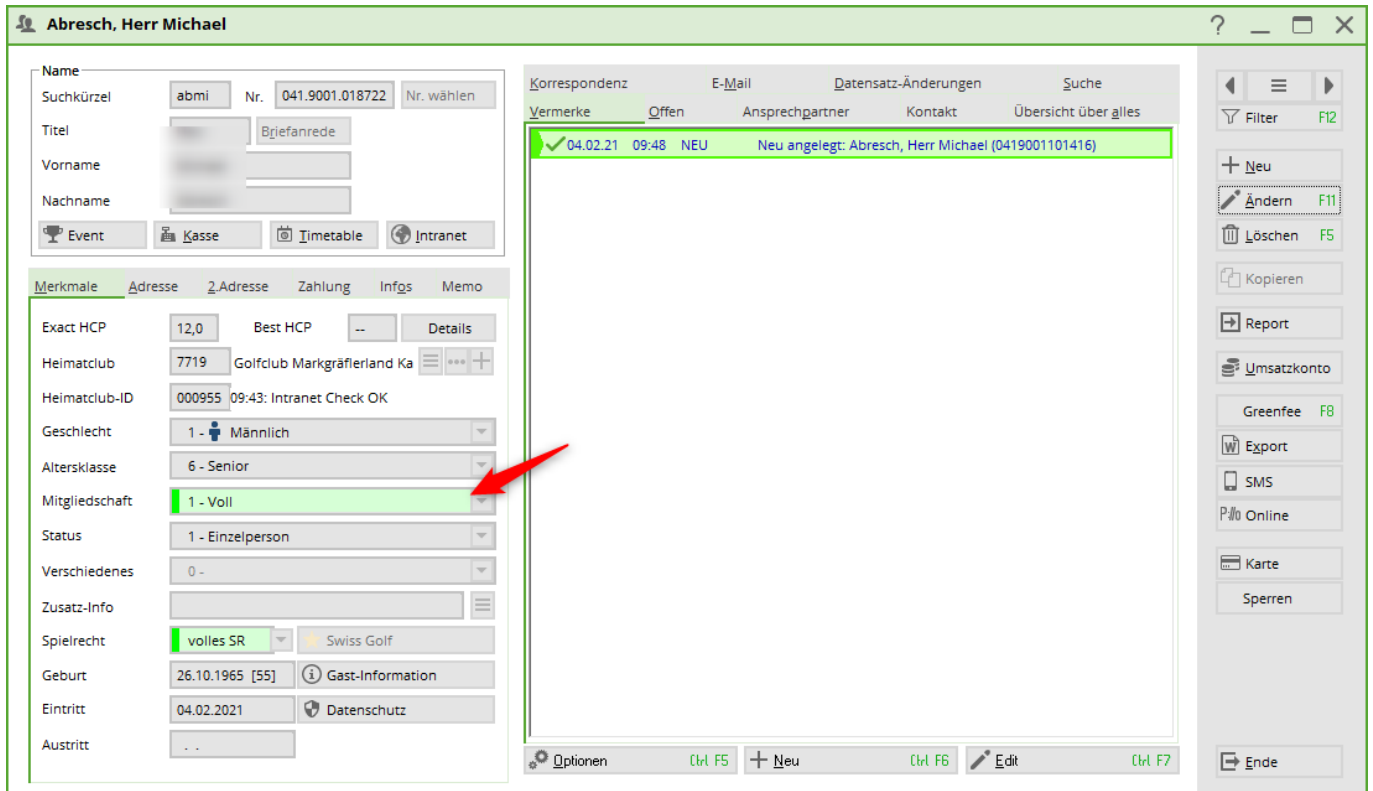 Abresch, Herr Michael
?
Name
Suchkürzel abmi Nr. 041.9001.018722 Nr. wählen
Titel Briefanrede
Vorname
Nachname
Event Kasse Timetable Intranet
Merkmale Adresse 2.Adresse Zahlung Infos Memo
Exact HCP 12,0 Best HCP -- Details
Heimatclub 7719 Golfclub Markgräflerland Ka
Heimatclub-ID 000955 09:43: Intranet Check OK
Geschlecht 1 - Männlich
Altersklasse 6 - Senior
Mitgliedschaft 1 - Voll
Status 1 - Einzelperson
Verschiedenes 0 -
Zusatz-Info
Spielrecht volles SR Swiss Golf
Geburt 26.10.1965 [55] Gast-Information
Eintritt 04.02.2021 Datenschutz
Austritt . .
Korrespondenz E-Mail Datensatz-Änderungen Suche
Vermerke Offen Ansprechpartner Kontakt Übersicht über alles
04.02.21 09:48 NEU Neu angelegt: Abresch, Herr Michael (0419001101416)
Optionen Ctrl F5 Neu Ctrl F6 Edit Ctrl F7
Filter F12
Neu
Ändern F11
Löschen F5
Kopieren
Report
Umsatzkonto
Greenfee F8
W Export
SMS
P:// Online
Karte
Sperren
Ende